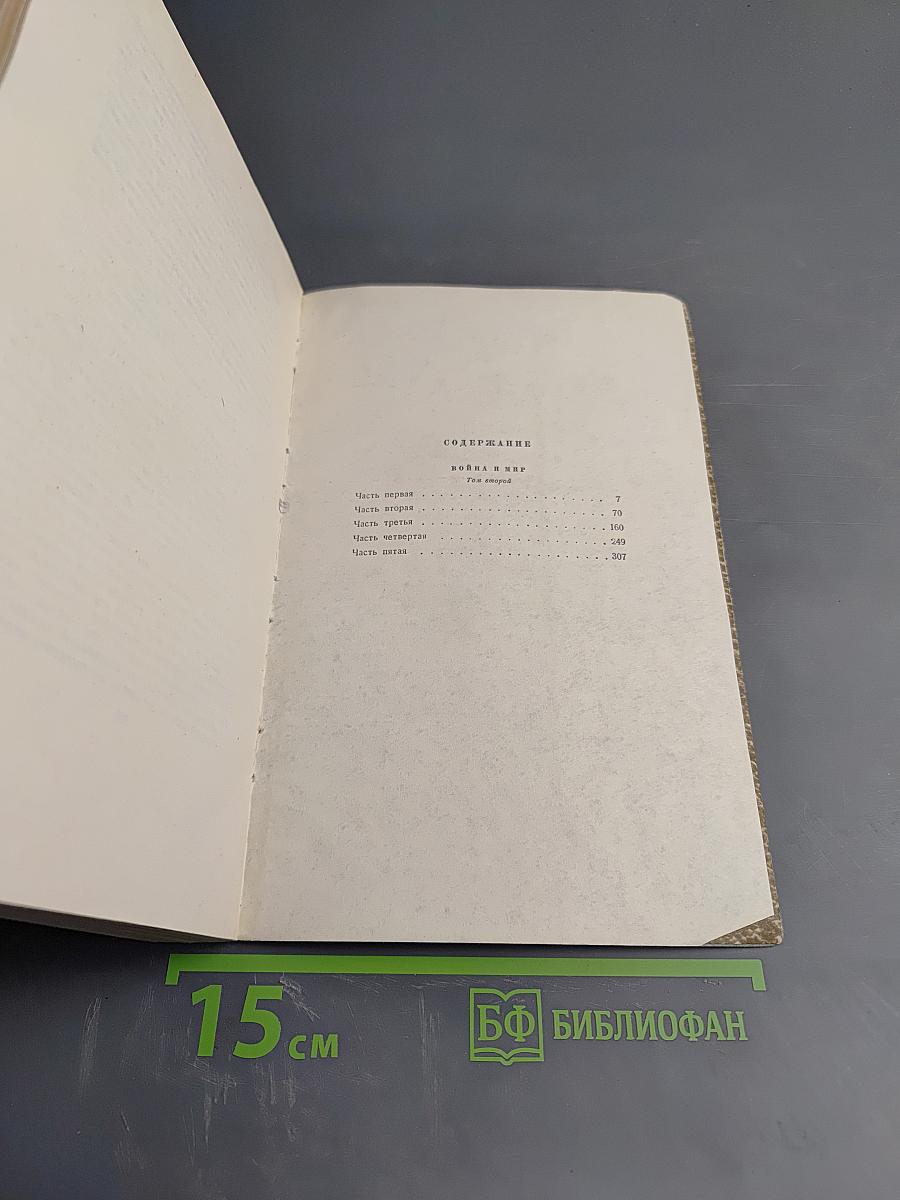 СОДЕРЖАНИЕ
ВОЙНА И МИР
Том второй
Часть первая . . . . . . . . . . . . . . . . . . . 7
Часть вторая . . . . . . . . . . . . . . . . . . . 70
Часть третья . . . . . . . . . . . . . . . . . . . 160
Часть четвертая . . . . . . . . . . . . . . . . . 249
Часть пятая . . . . . . . . . . . . . . . . . . . 307
15 см
БФ БИБЛИОФАН